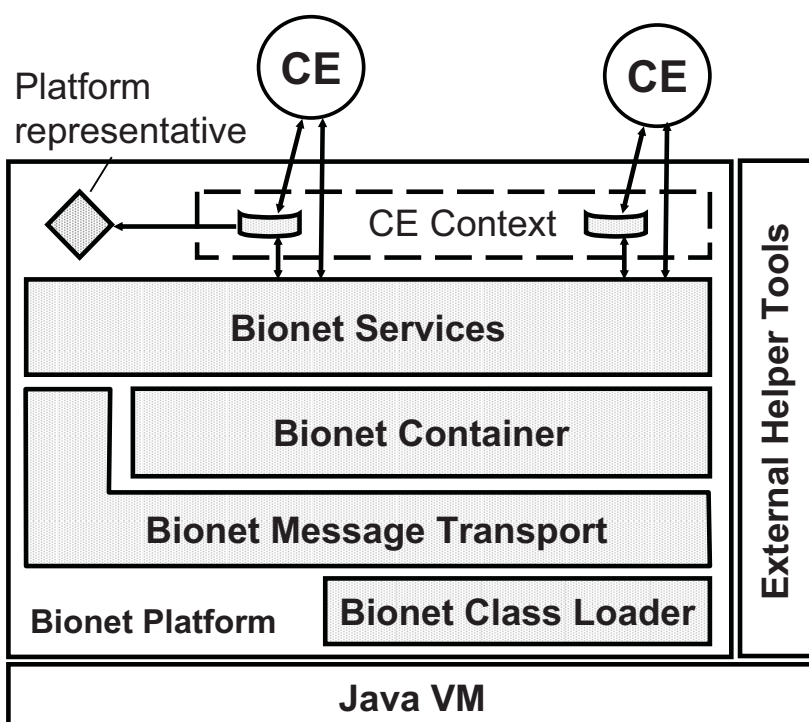 CE
CE
Platform
representative
CE Context
Bionet Services
Bionet Container
Bionet Message Transport
Bionet Class Loader
Bionet Platform
External Helper Tools
Java VM